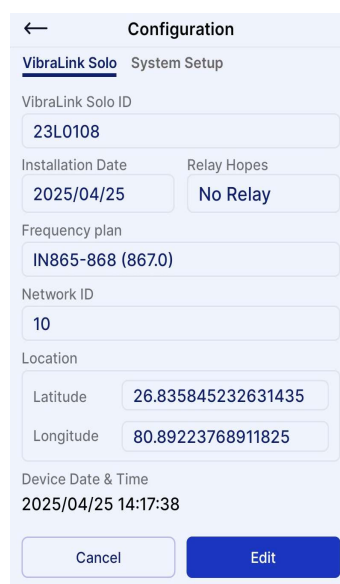 Configuration
VibraLink Solo System Setup
VibraLink Solo ID
23L0108
Installation Date Relay Hopes
2025/04/25 No Relay
Frequency plan
IN865-868 (867.0)
Network ID
10
Location
Latitude 26.835845232631435
Longitude 80.89223768911825
Device Date & Time
2025/04/25 14:17:38
Cancel Edit